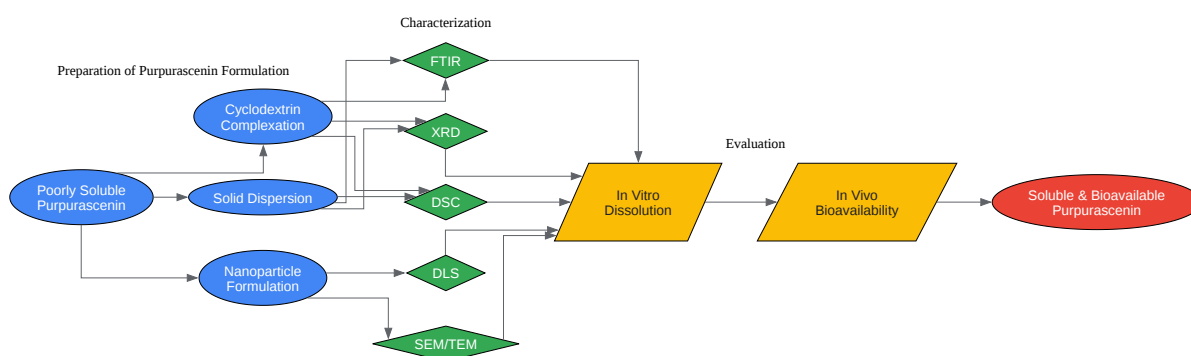 Characterization
Preparation of Purpurascenin Formulation
FTIR
Cyclodextrin
Complexation
XRD
Evaluation
Poorly Soluble
Purpurascenin
Solid Dispersion
DSC
In Vitro
Dissolution
In Vivo
Bioavailability
Soluble & Bioavailable
Purpurascenin
Nanoparticle
Formulation
DLS
SEM/TEM